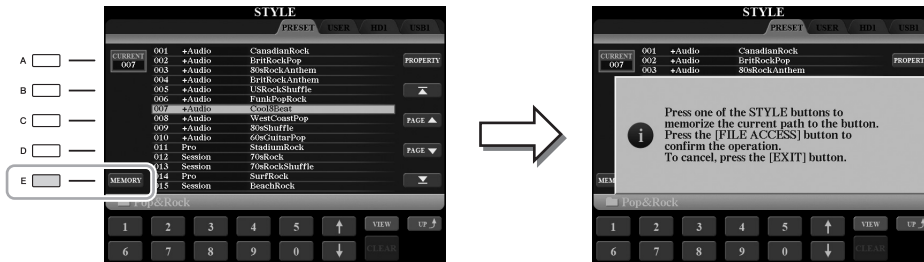 STYLE
PRESET USER HD1 USB1
A
B
C
D
E
CURRENT
007
001 +Audio CanadianRock
002 +Audio BritRockPop
003 +Audio 80sRockAnthem
004 +Audio BritRockAnthem
005 +Audio USRockShuffle
006 +Audio FunkPopRock
007 +Audio Cool8Beat
008 +Audio WestCoastPop
009 +Audio 80sShuffle
010 +Audio 60sGuitarPop
011 Pro StadiumRock
012 Session 70sRock
013 Session 70sRockShuffle
014 Pro SurfRock
015 Session BeachRock
PROPERTY
PAGE
PAGE
MEMORY
Pop&Rock
1 2 3 4 5 VIEW UP
6 7 8 9 0 CLEAR
STYLE
PRESET USER HD1 USB1
CURRENT
007
001 +Audio CanadianRock
002 +Audio BritRockPop
003 +Audio 80sRockAnthem
PROPERT
Press one of the STYLE buttons to
memorize the current path to the button.
Press the [FILE ACCESS] button to
confirm the operation.
To cancel, press the [EXIT] button.
MEM
Pop&Rock
1 2 3 4 5 VIEW UP
6 7 8 9 0 CLEAR